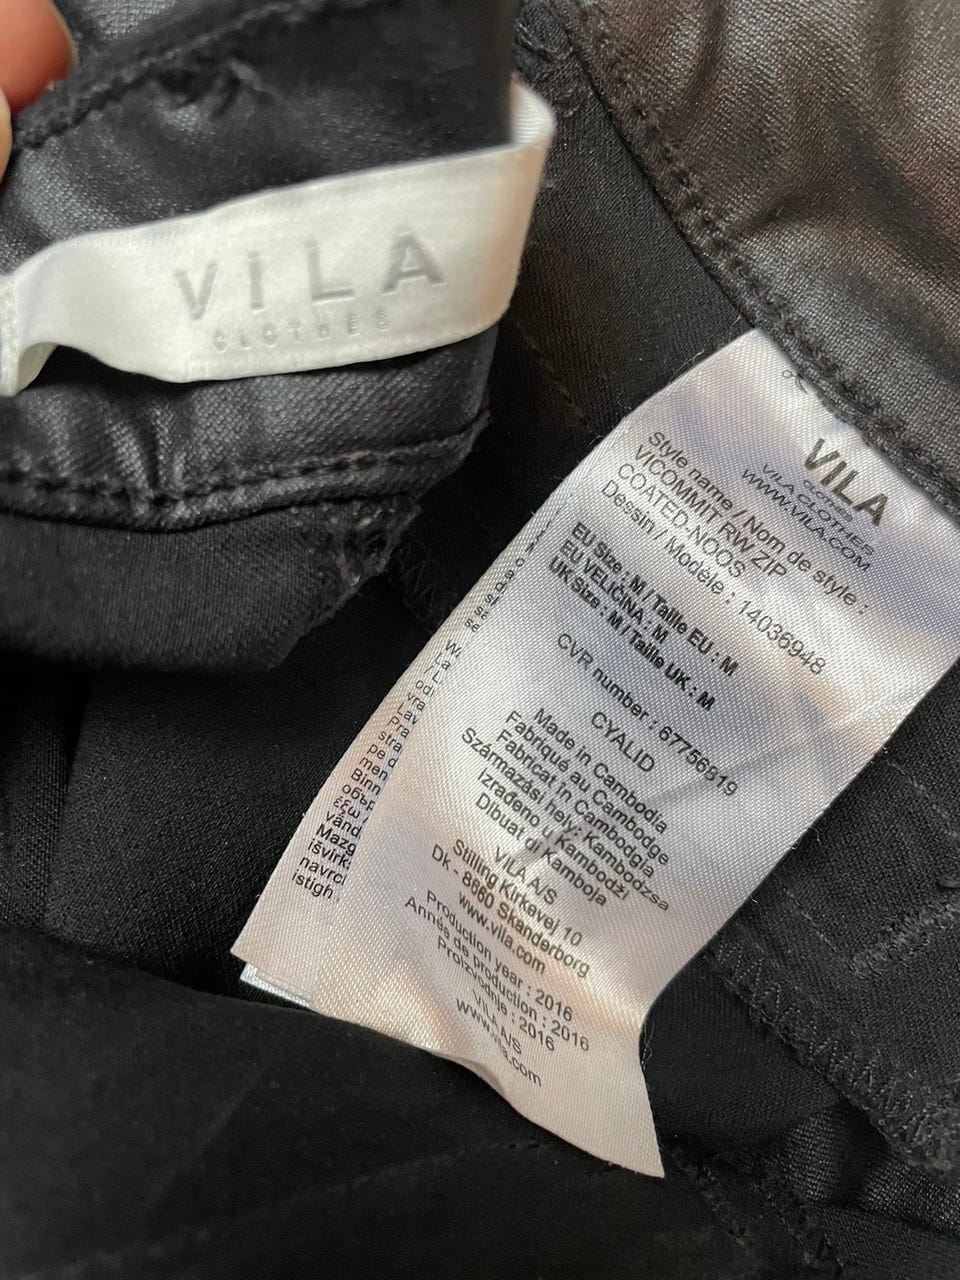 VILA
CLOTHES
VILA
CLOTHES
VILA CLOTHES
WWW.VILA.COM
Style name / Nom de style :
VICOMMIT RW ZIP
COATED-NOOS
Dessin / Modèle : 14036948
EU Size : M / Taille EU : M
EU VELIČINA : M
UK Size : M / Taille UK : M
CVR number : 67756819
CYALID
Made in Cambodia
Fabriqué au Cambodge
Fabricat in Cambodgia
Származási hely: Kambodzsa
Izrađeno u Kambodži
Dibuat di Kamboja
VILA A/S
Stilling Kirkevej 10
DK - 8660 Skanderborg
www.vila.com
Production year : 2016
Année de production : 2016
Proizvodnje : 2016
VILA A/S
www.vila.com